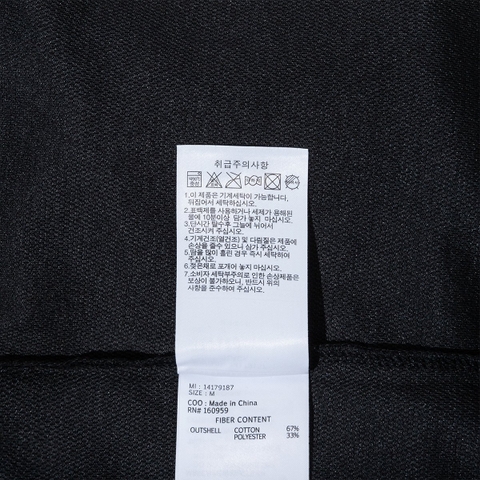 취급주의사항
1.이 제품은 기계세탁이 가능합니다.
뒤집어서 세탁하십시오.
2.표백제를 사용하거나 세제가 용해된
물에 10분이상 담가 놓지 마십시오.
3.단시간 탈수후 그늘에 뉘어서
건조시켜 주십시오.
4.기계건조(열건조) 및 다림질은 제품에
손상을 줄수 있으니 삼가 주십시오.
5.땀을 많이 흘린 경우 즉시 세탁하여
주십시오.
6.젖은채로 포개어 놓지 마십시오.
7.소비자 세탁부주의로 인한 손상제품은
보상이 불가하오니, 반드시 위의
사항을 준수하여 주십시오.
MI : 14179187
SIZE : M
COO : Made in China
RN# 160959
FIBER CONTENT
OUTSHELL COTTON 67%
POLYESTER 33%